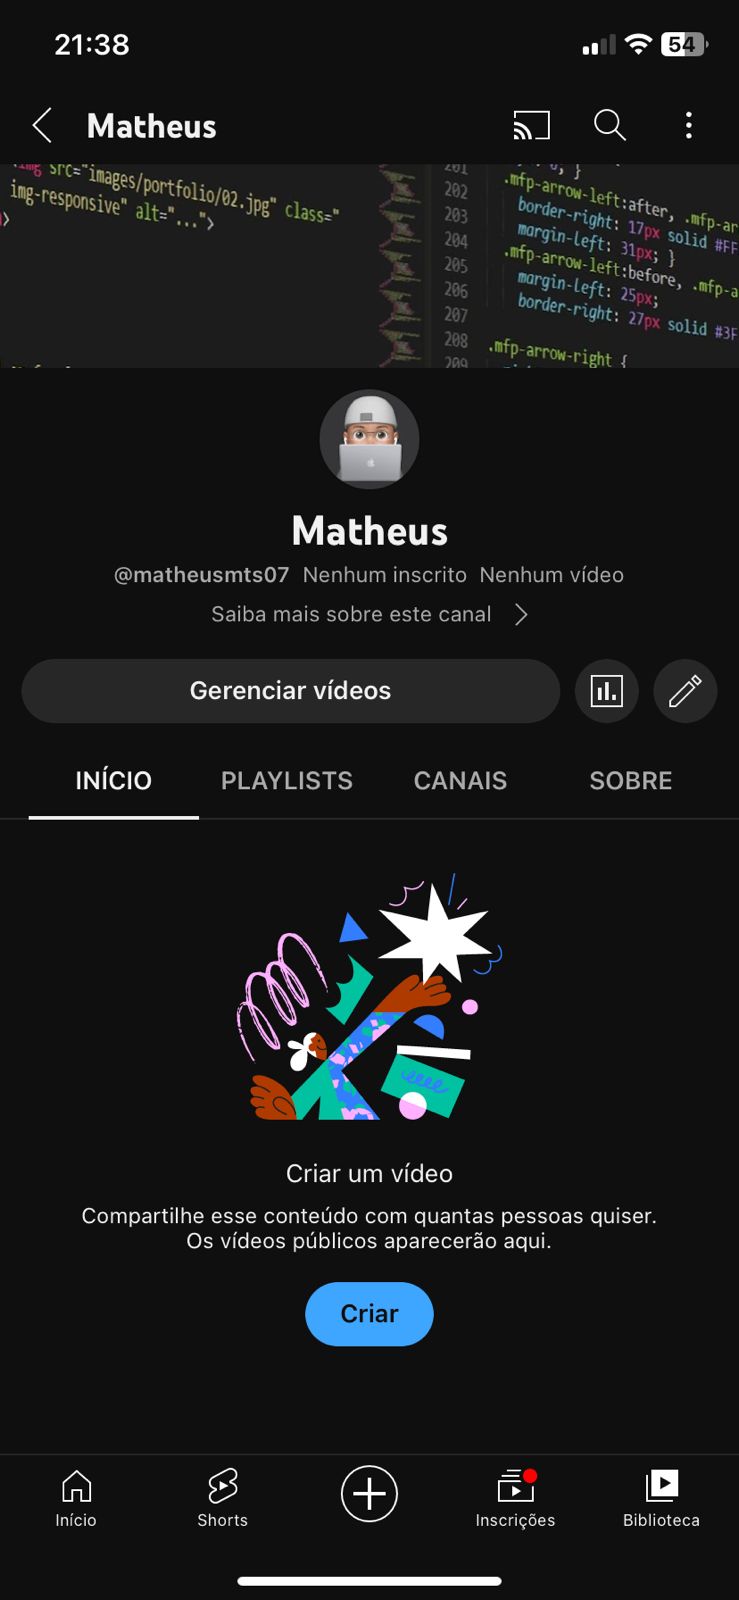 21:38
54
Matheus
<img src="images/portfolio/02.jpg"
img-responsive" alt="..."> class="
201
202 .mfp-arrow-left:after, .mfp-ar
203 border-right: 17px solid #FF
204 margin-left: 31px; }
205 .mfp-arrow-left:before, .mfp-a
206 margin-left: 25px;
207 border-right: 27px solid #3F
208 .mfp-arrow-right {
209
Matheus
@matheusmts07 Nenhum inscrito Nenhum vídeo
Saiba mais sobre este canal
Gerenciar vídeos
INÍCIO PLAYLISTS CANAIS SOBRE
Criar um vídeo
Compartilhe esse conteúdo com quantas pessoas quiser.
Os vídeos públicos aparecerão aqui.
Criar
Início Shorts Inscrições Biblioteca